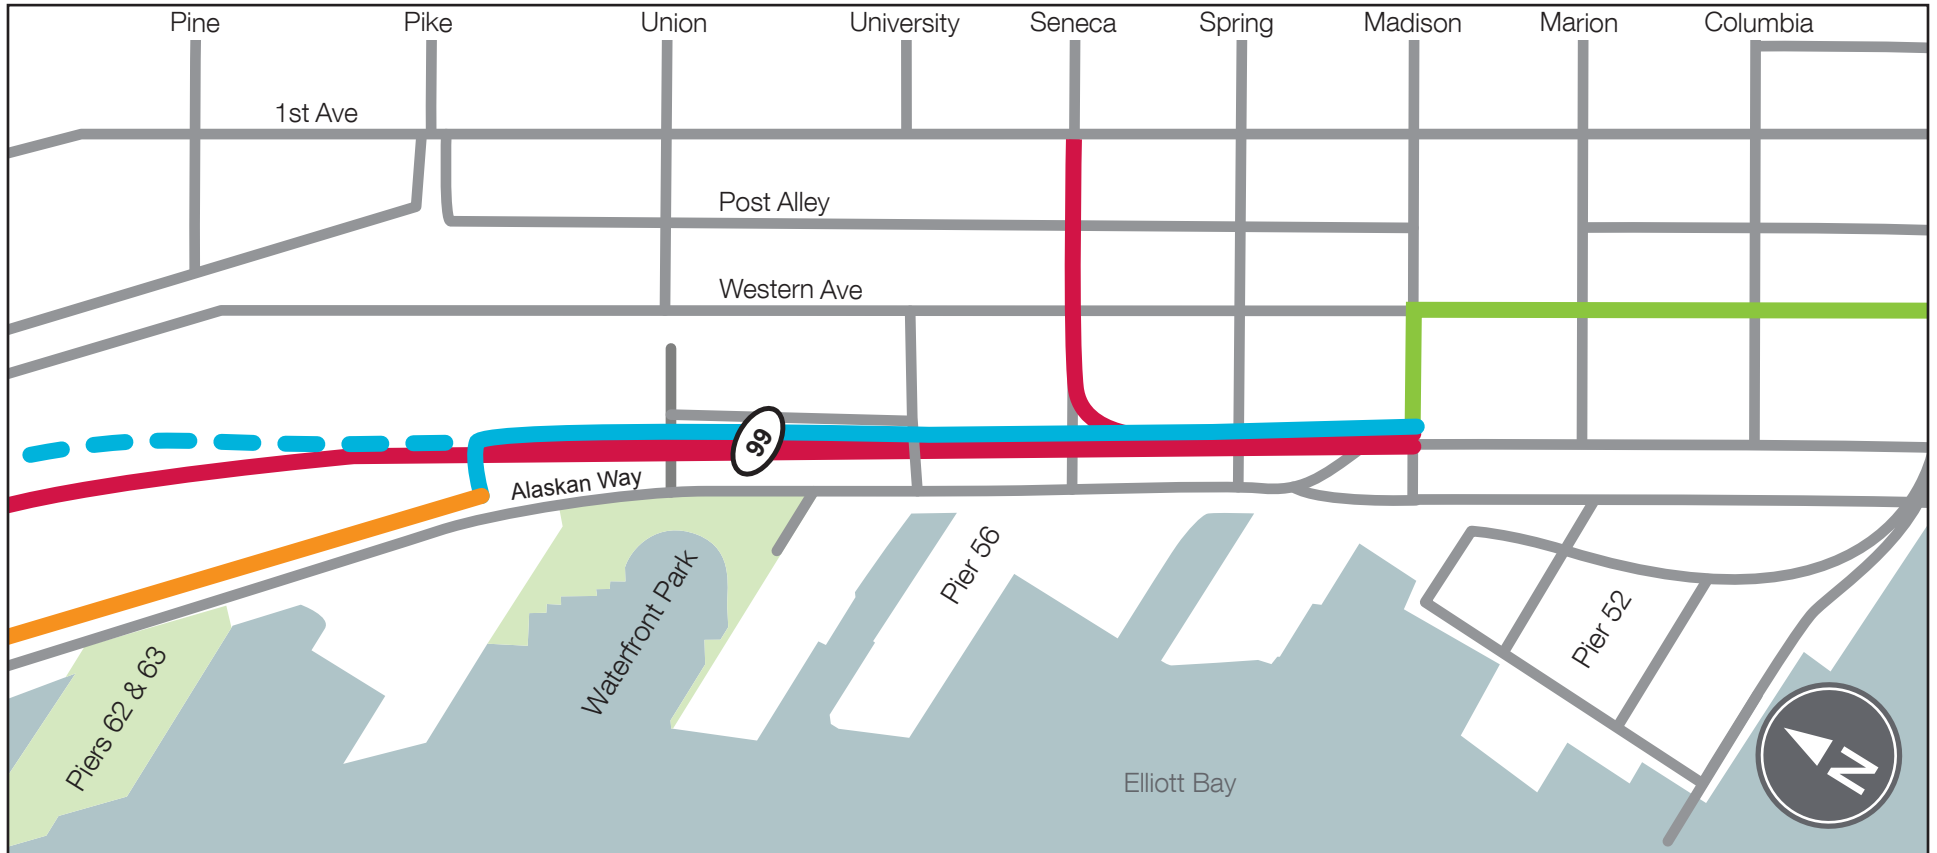 Pine
Pike
Union
University
Seneca
Spring
Madison
Marion
Columbia
1st Ave
Post Alley
Western Ave
99
Alaskan Way
Waterfront Park
Pier 56
Pier 52
Piers 62 & 63
Elliott Bay
N